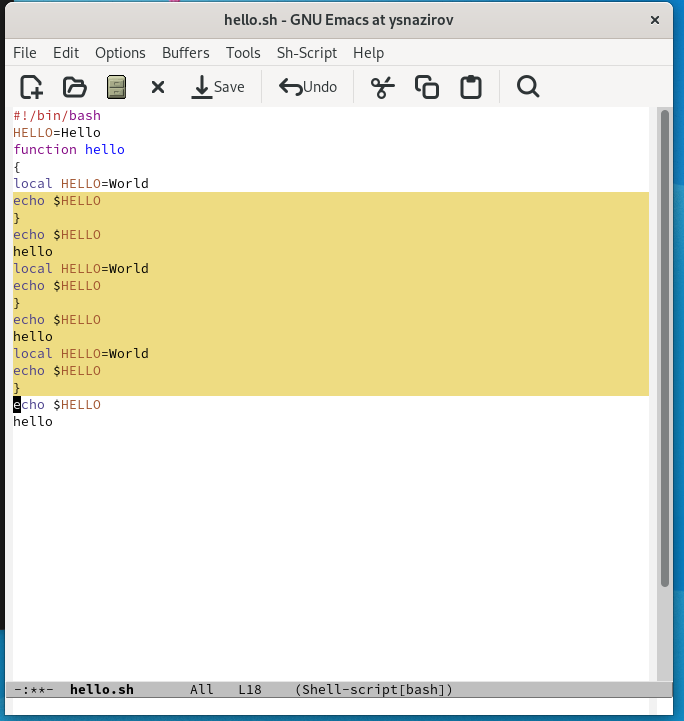 hello.sh - GNU Emacs at ysnazirov
File Edit Options Buffers Tools Sh-Script Help
Save Undo
#!/bin/bash
HELLO=Hello
function hello
{
local HELLO=World
echo $HELLO
}
echo $HELLO
hello
local HELLO=World
echo $HELLO
}
echo $HELLO
hello
local HELLO=World
echo $HELLO
}
echo $HELLO
hello
-:**- hello.sh All L18 (Shell-script[bash])